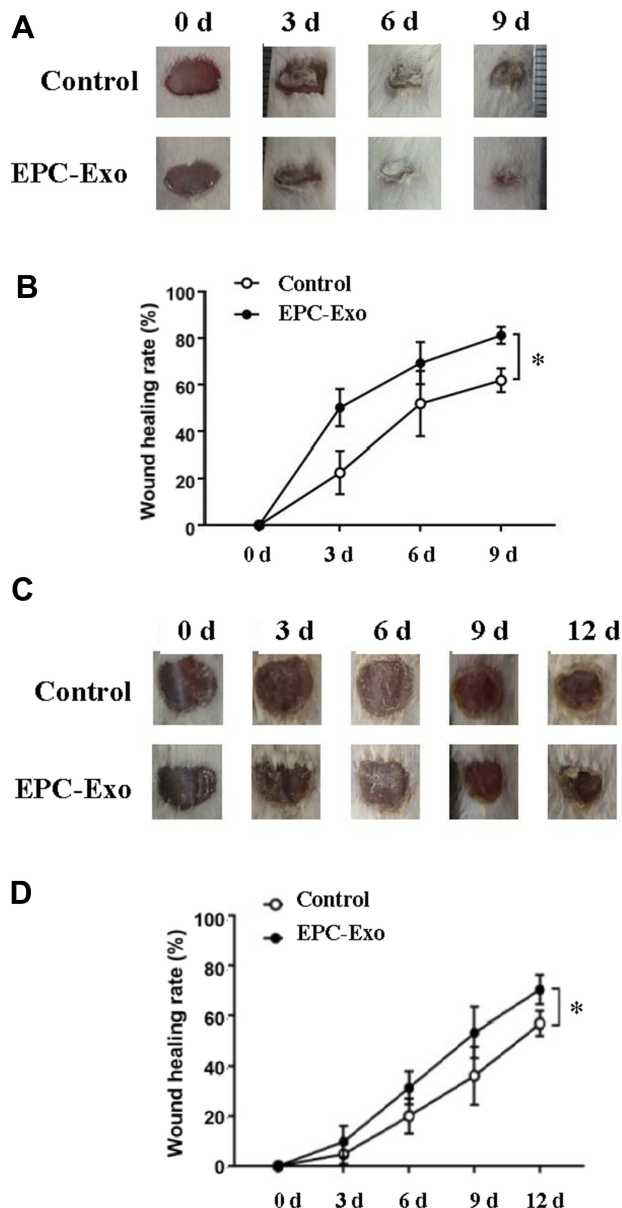 A
0 d 3 d 6 d 9 d
Control
EPC-Exo
B
Control
EPC-Exo
Wound healing rate (%)
100
80
60
40
20
0
*
0 d 3 d 6 d 9 d
C
0 d 3 d 6 d 9 d 12 d
Control
EPC-Exo
D
Control
EPC-Exo
Wound healing rate (%)
100
80
60
40
20
0
*
0 d 3 d 6 d 9 d 12 d